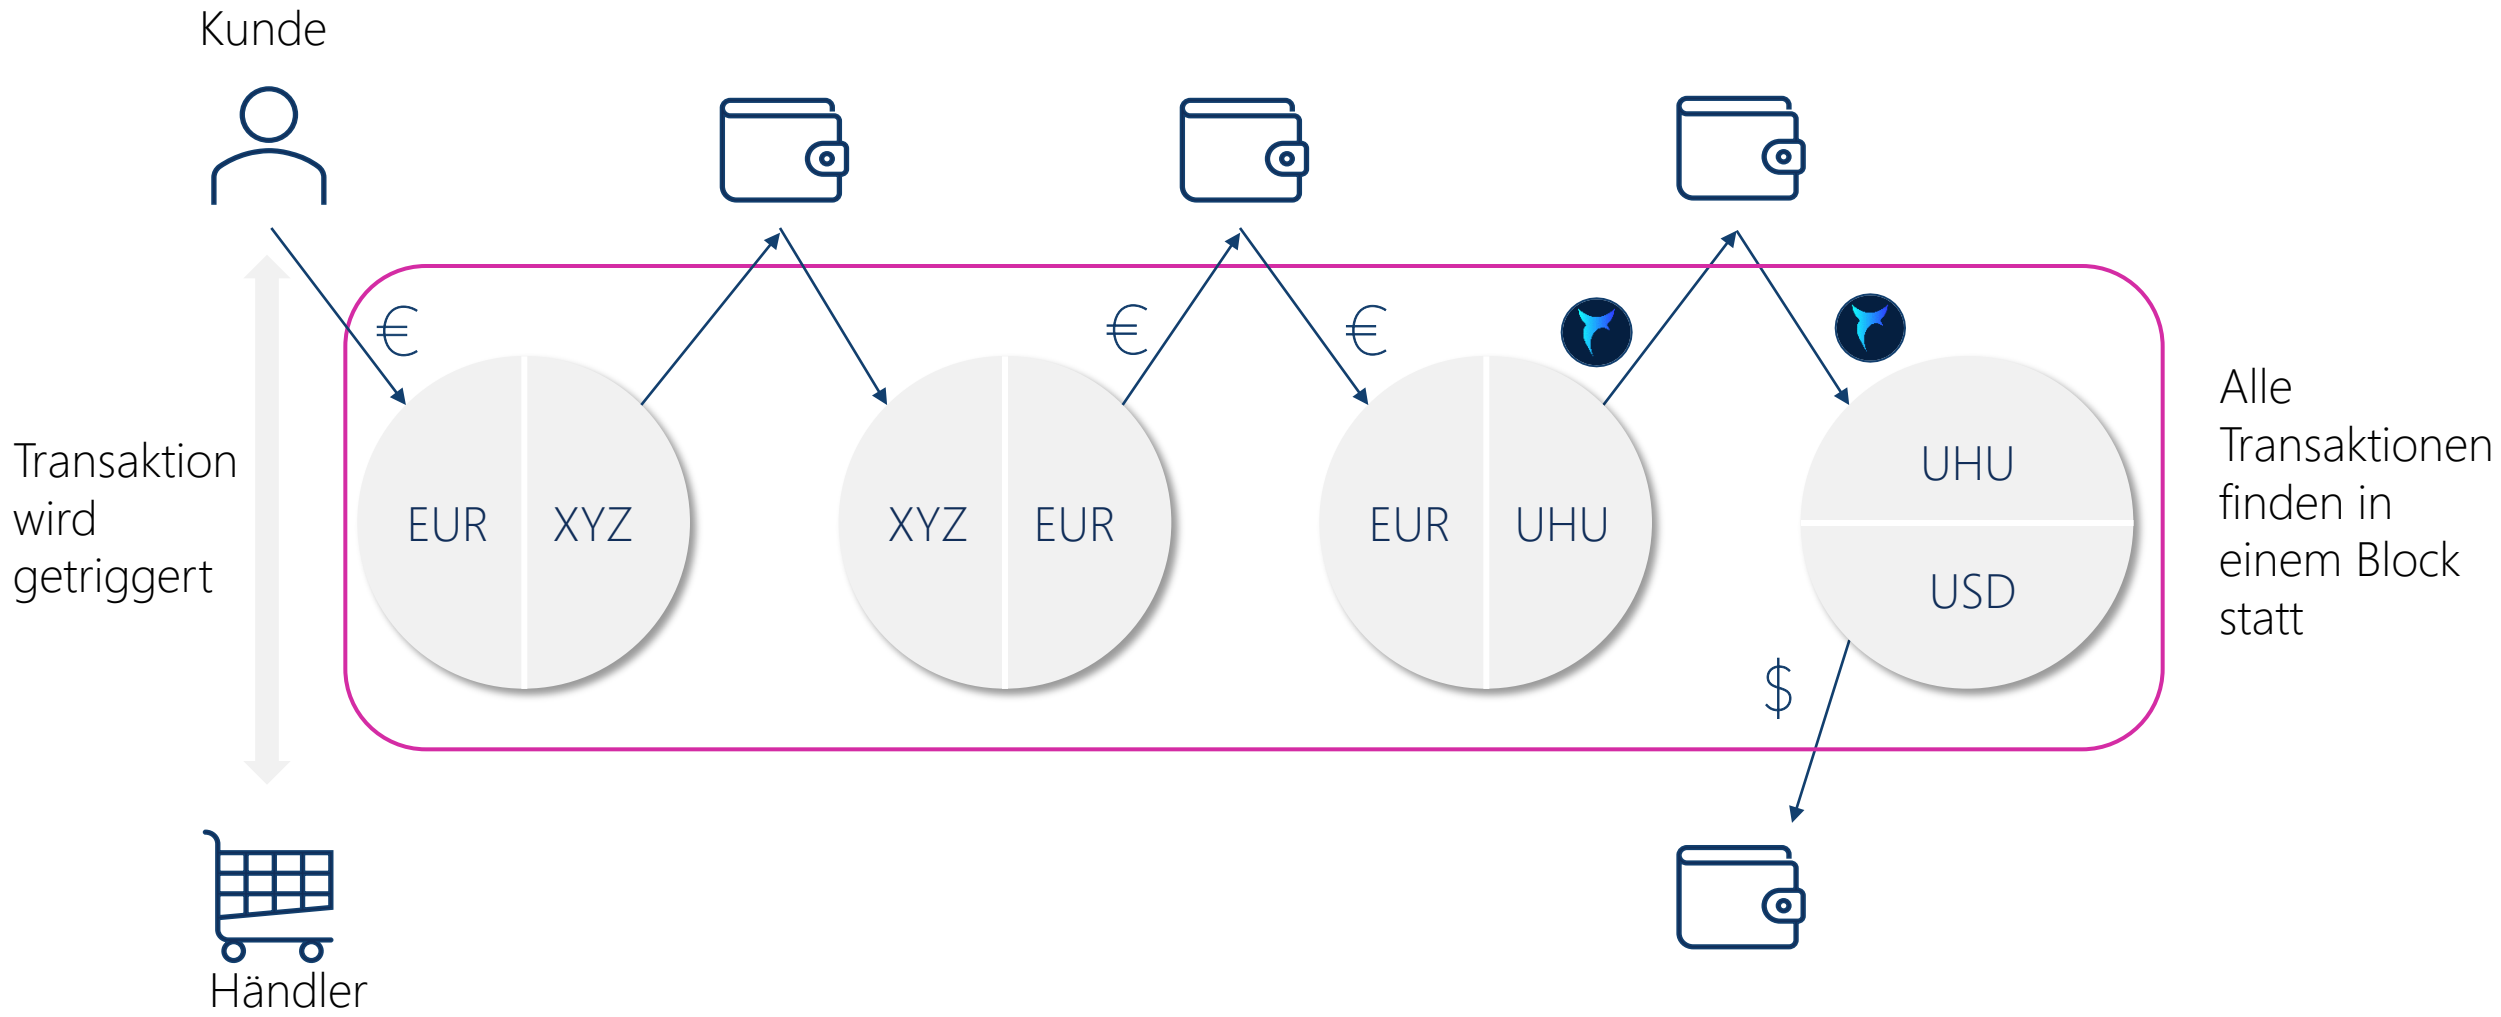 Kunde
€
€
€
Transaktion
wird
getriggert
EUR
XYZ
XYZ
EUR
EUR
UHU
UHU
USD
$
Alle
Transaktionen
finden in
einem Block
statt
Händler